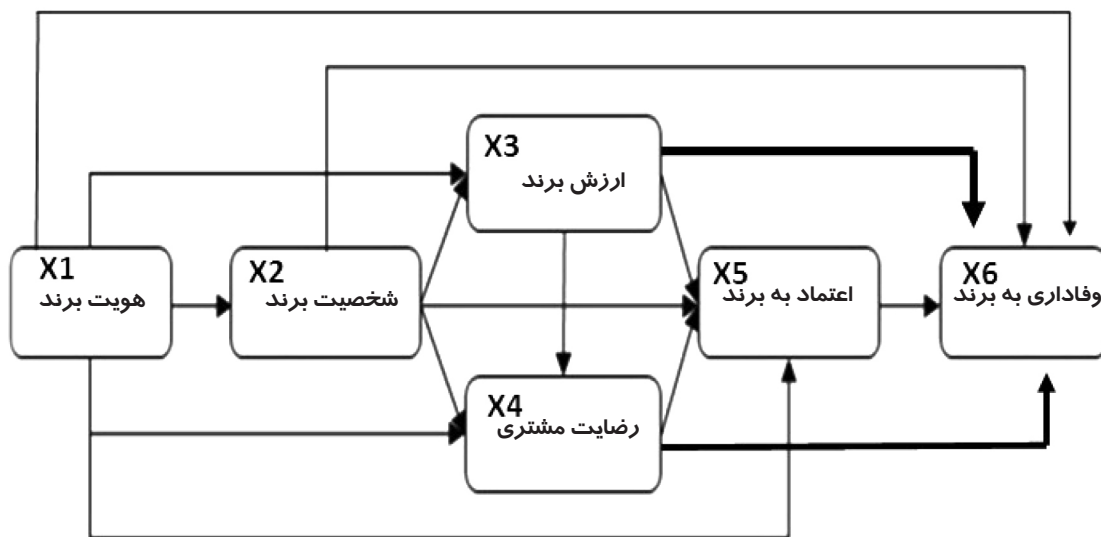 X1
هویت برند
X2
شخصیت برند
X3
ارزش برند
X4
رضایت مشتری
X5
اعتماد به برند
X6
وفاداری به برند